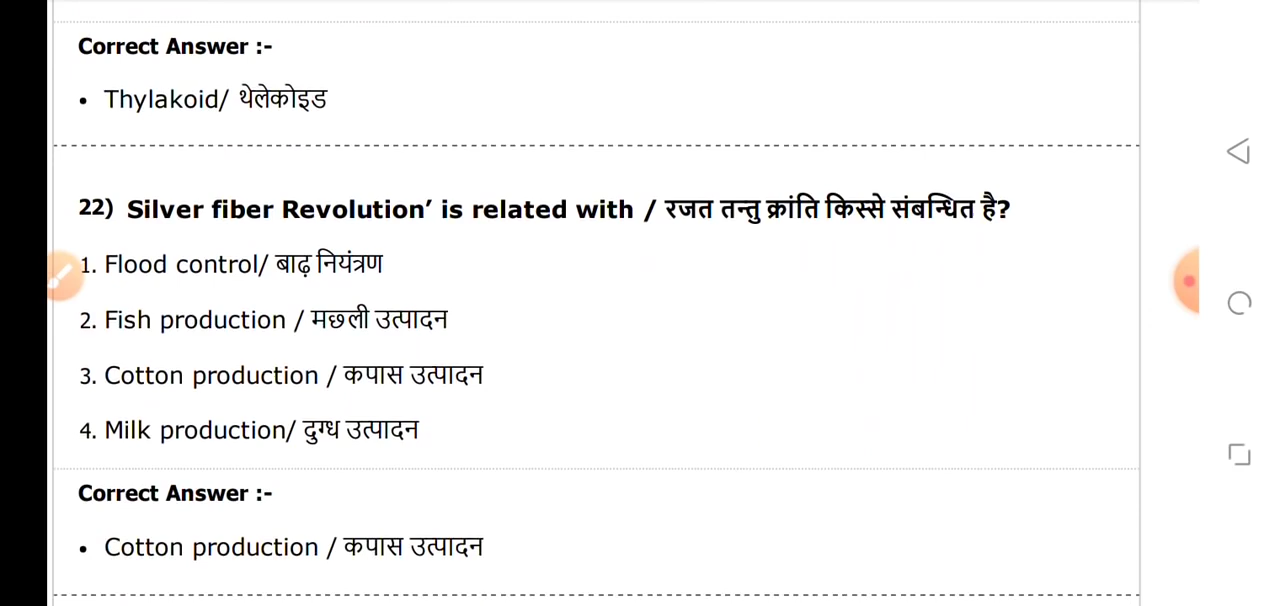 Correct Answer :-
• Thylakoid/ थेलेकोइड
22) Silver fiber Revolution’ is related with / रजत तन्तु क्रांति किस्से संबन्धित है?
1. Flood control/ बाढ़ नियंत्रण
2. Fish production / मछली उत्पादन
3. Cotton production / कपास उत्पादन
4. Milk production/ दुग्ध उत्पादन
Correct Answer :-
• Cotton production / कपास उत्पादन